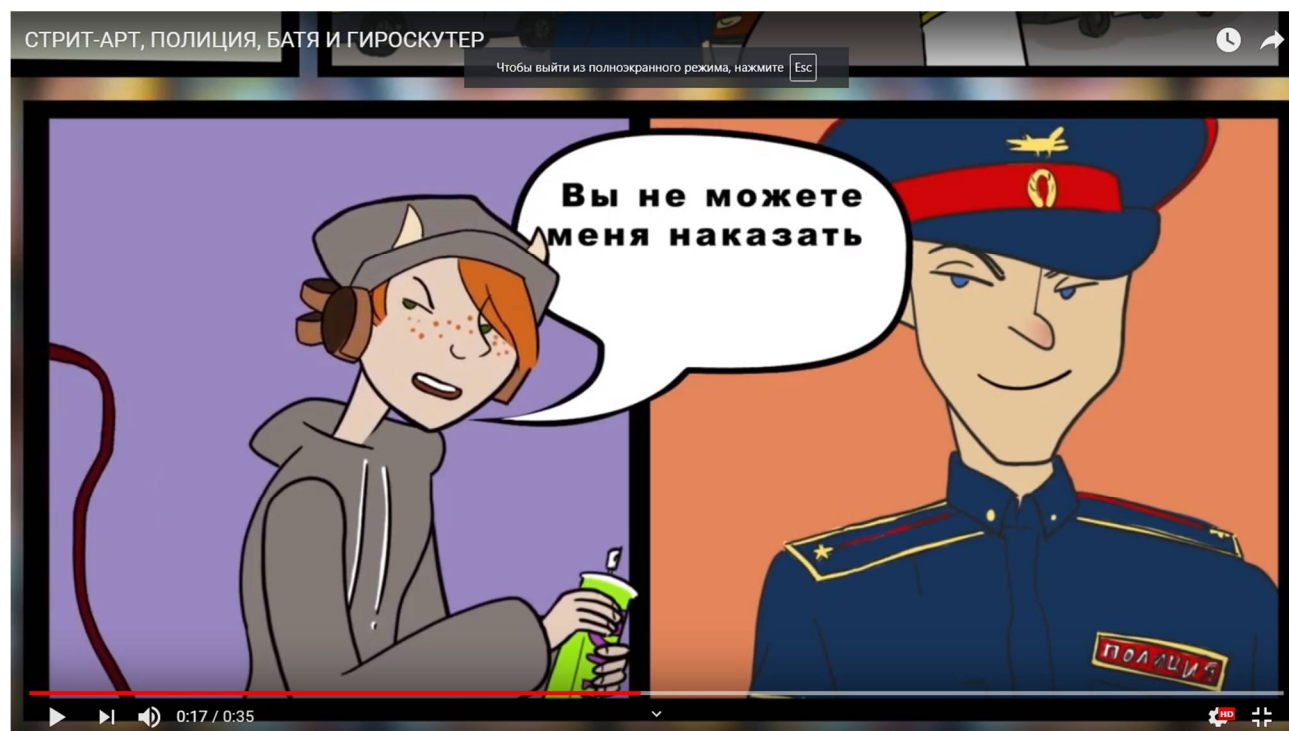 СТРИТ-АРТ, ПОЛИЦИЯ, БАТЯ И ГИРОСКУТЕР
Чтобы выйти из полноэкранного режима, нажмите Esc
Вы не можете
меня наказать
ПОЛИЦИЯ
0:17 / 0:35
HD